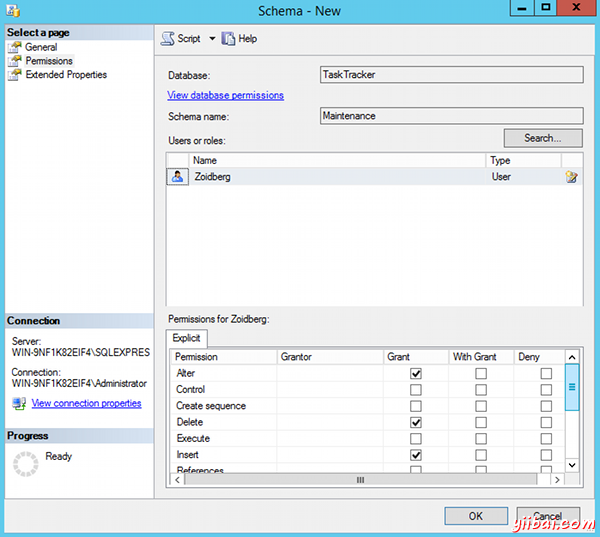 Schema - New
Select a page
General
Permissions
Extended Properties
Script Help
Database: TaskTracker
View database permissions
Schema name: Maintenance
Users or roles: Search...
Name Type
Zoidberg User
Permissions for Zoidberg:
Explicit
Permission Grantor Grant With Grant Deny
Alter
Control
Create sequence
Delete
Execute
Insert
References
Connection
Server:
WIN-9NF1K82EIF4\SQLEXPRES
Connection:
WIN-9NF1K82EIF4\Administrator
View connection properties
Progress
Ready
OK Cancel
yiibai.com